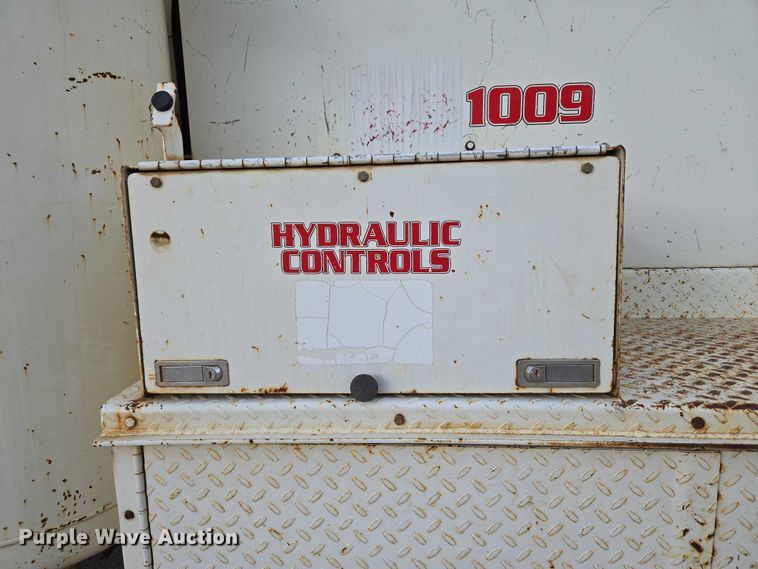 1009
HYDRAULIC
CONTROLS.
Purple Wave Auction